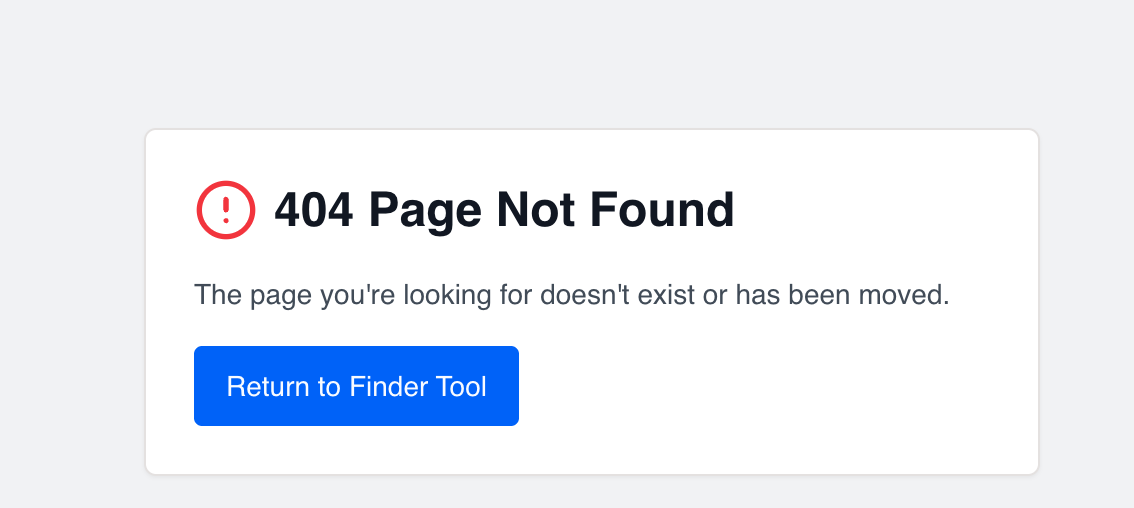 404 Page Not Found
The page you're looking for doesn't exist or has been moved.
Return to Finder Tool